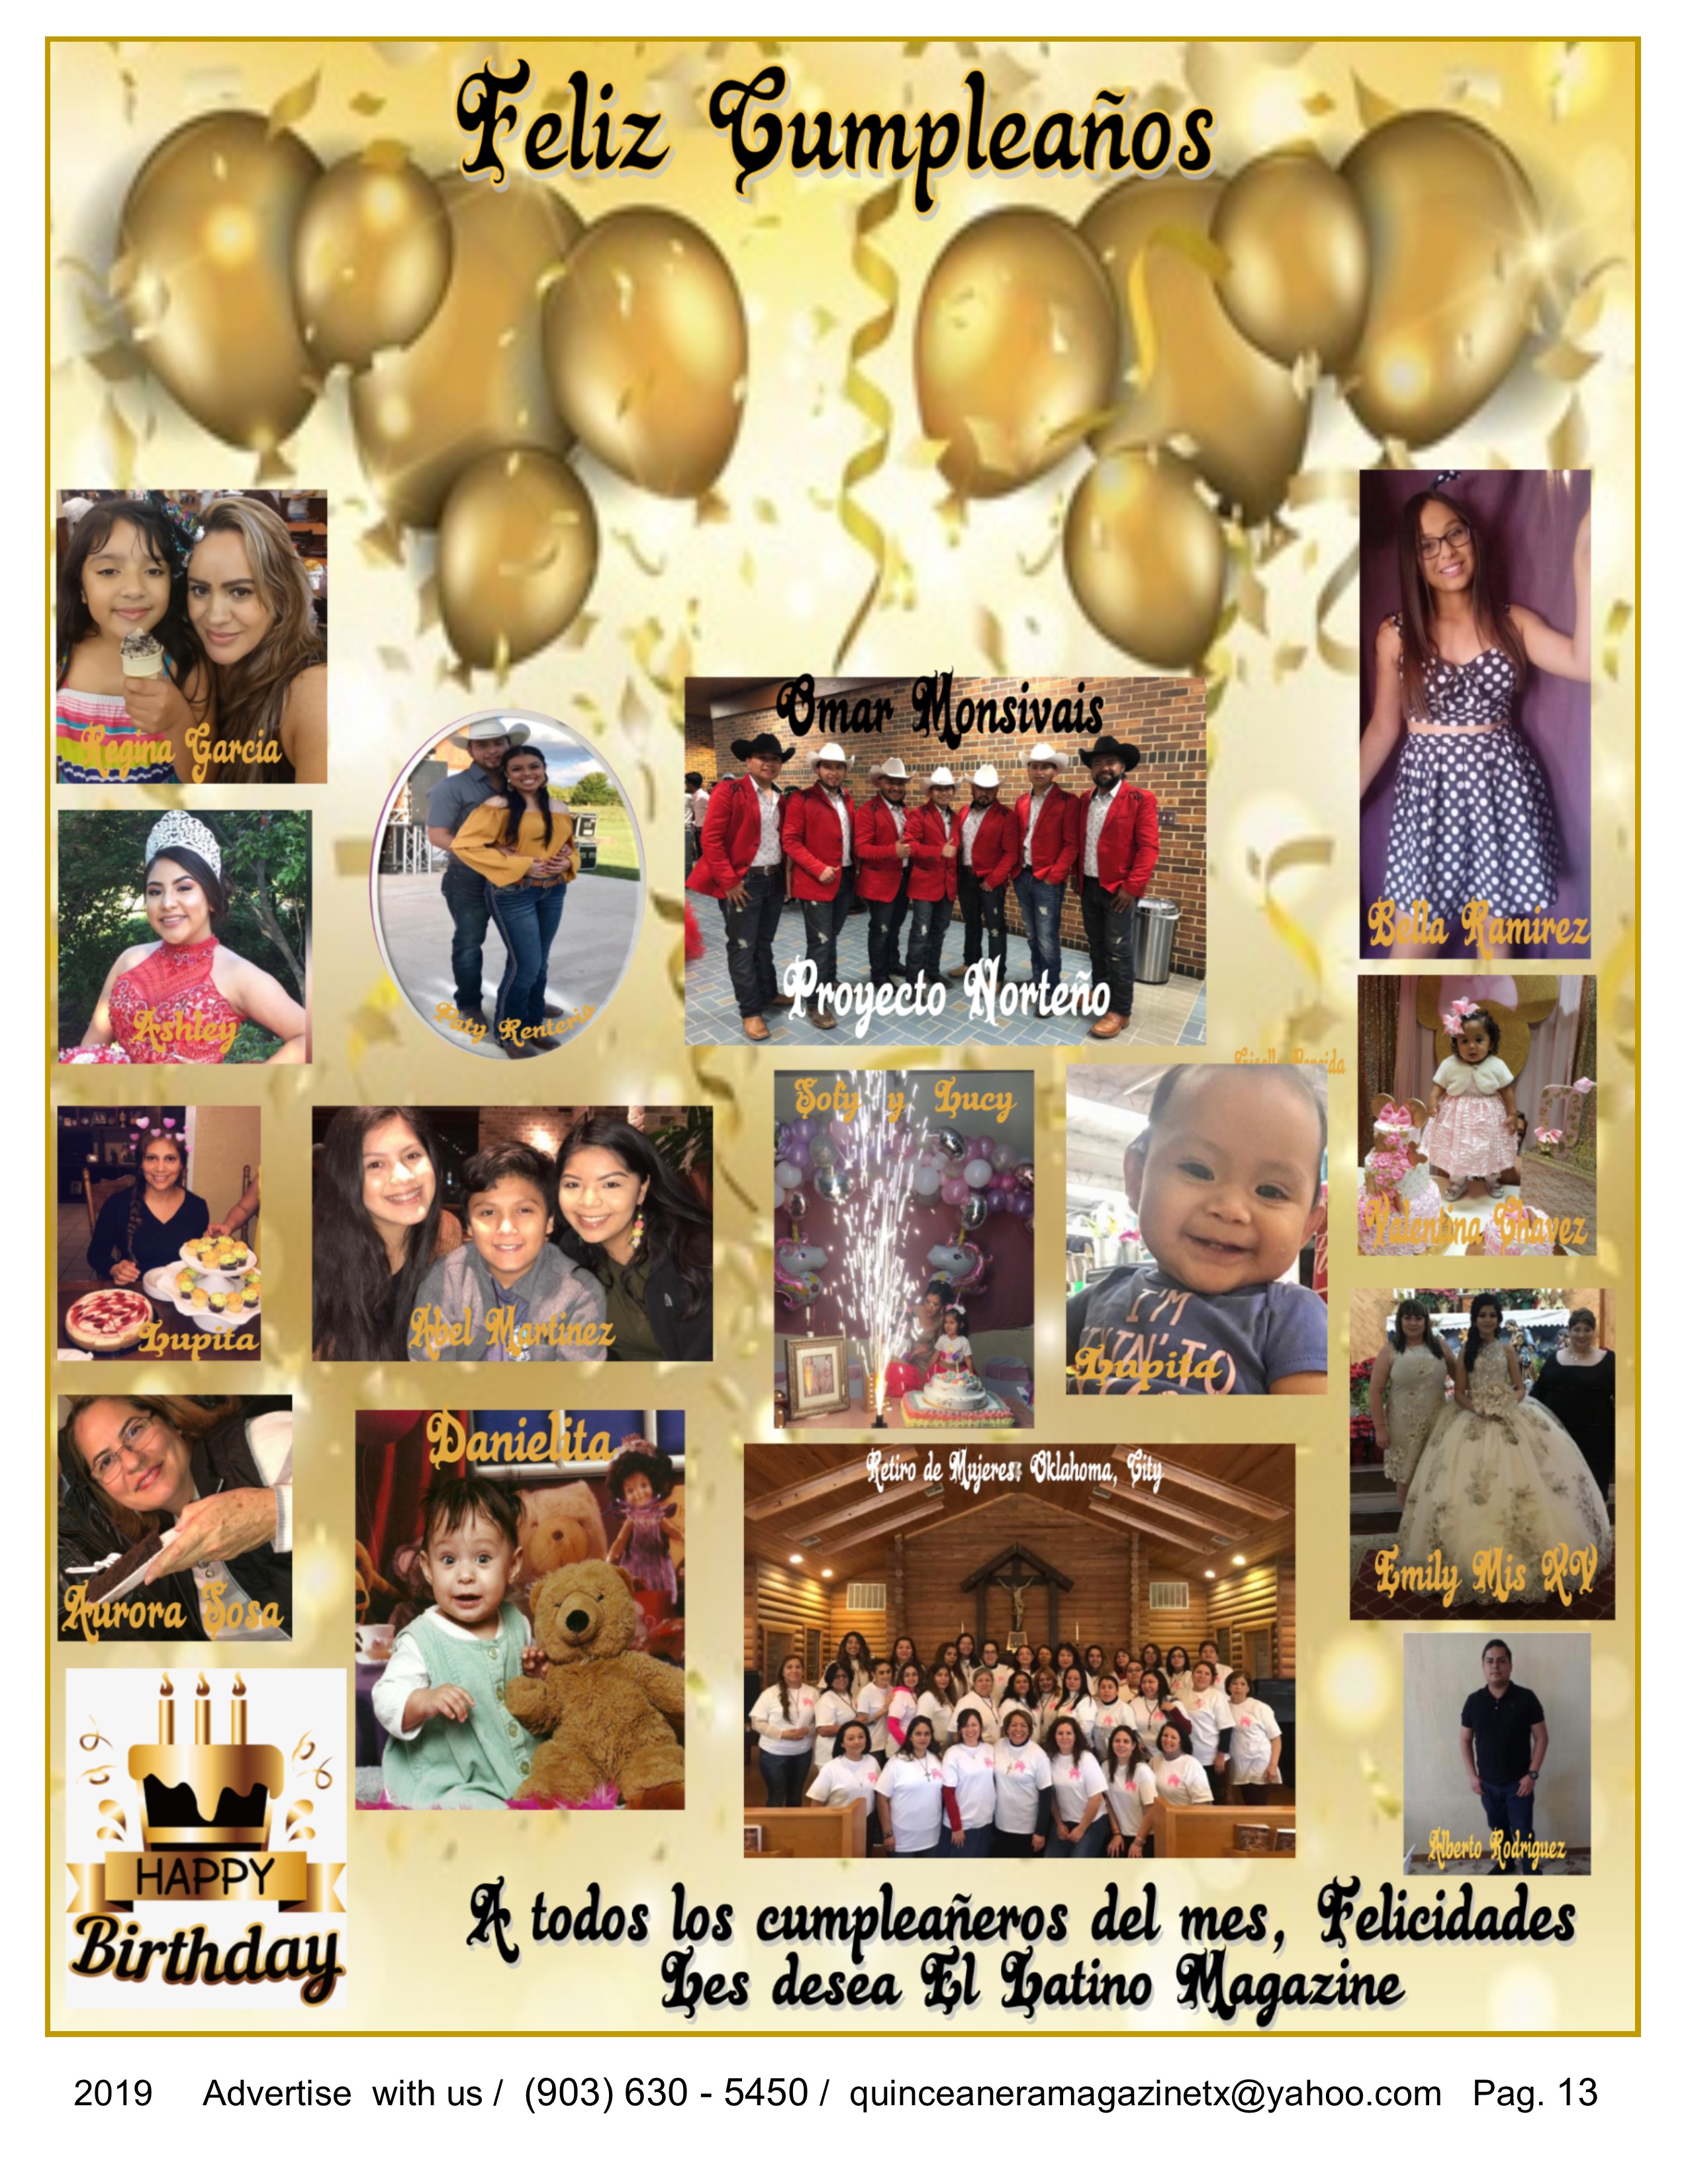 Feliz Cumpleaños
Regina Garcia
Omar Monsivais
Proyecto Norteño
Bella Ramirez
Ashley
Paty Renteria
Soty y Lucy
Valentina Chavez
Lupita
Abel Martinez
I'M
Lupita
Danielita
Retiro de Mujeres: Oklahoma, City
Emily Mis XV
Aurora Sosa
Alberto Rodriguez
HAPPY
Birthday
A todos los cumpleañeros del mes, Felicidades
Les desea El Latino Magazine
2019 Advertise with us / (903) 630 - 5450 / quinceaneramagazinetx@yahoo.com Pag. 13